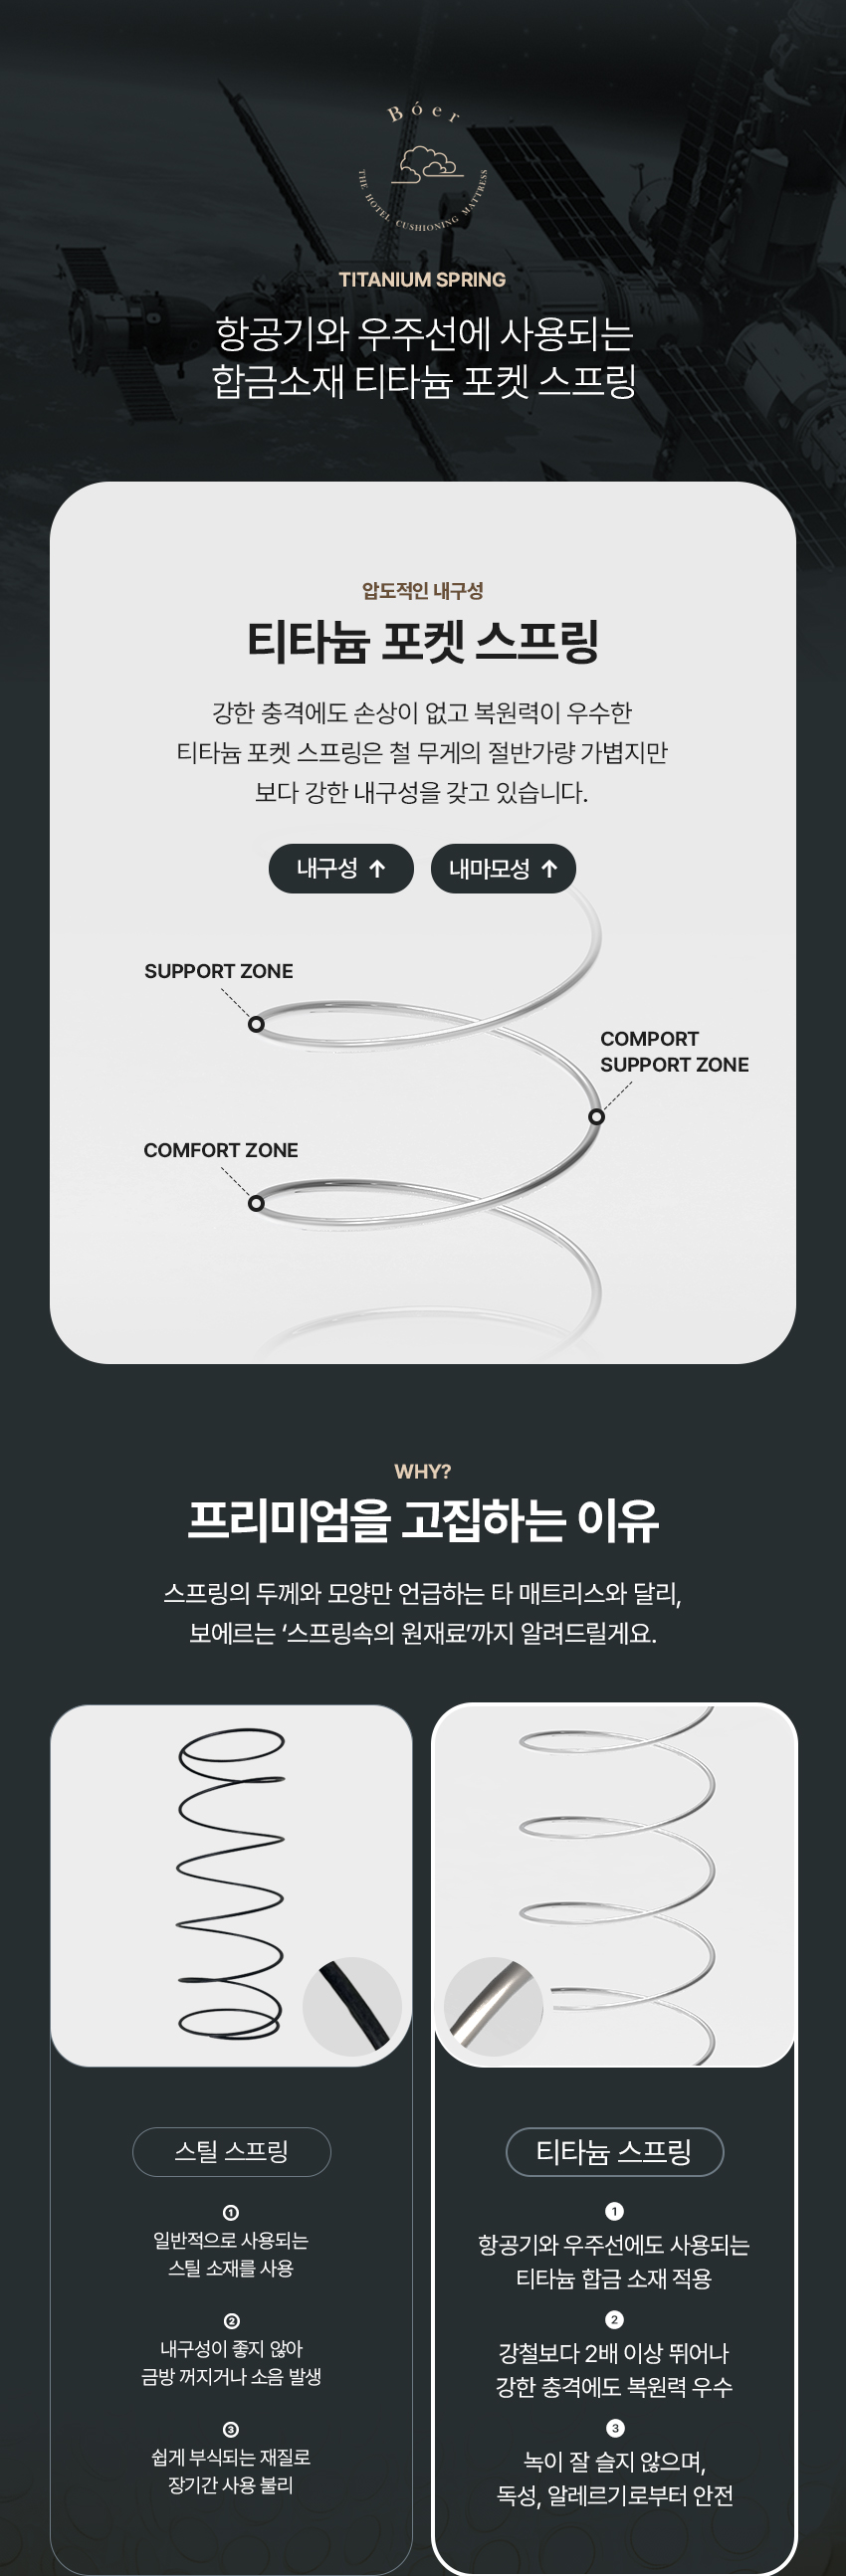 Bóer
THE HOTEL CUSHIONING MATTRESS
TITANIUM SPRING
항공기와 우주선에 사용되는
합금소재 티타늄 포켓 스프링
압도적인 내구성
티타늄 포켓 스프링
강한 충격에도 손상이 없고 복원력이 우수한
티타늄 포켓 스프링은 철 무게의 절반가량 가볍지만
보다 강한 내구성을 갖고 있습니다.
내구성 ↑
내마모성 ↑
SUPPORT ZONE
COMPORT
SUPPORT ZONE
COMFORT ZONE
WHY?
프리미엄을 고집하는 이유
스프링의 두께와 모양만 언급하는 타 매트리스와 달리,
보에르는 ‘스프링속의 원재료’까지 알려드릴게요.
스틸 스프링
1
일반적으로 사용되는
스틸 소재를 사용
2
내구성이 좋지 않아
금방 꺼지거나 소음 발생
3
쉽게 부식되는 재질로
장기간 사용 불리
티타늄 스프링
1
항공기와 우주선에도 사용되는
티타늄 합금 소재 적용
2
강철보다 2배 이상 뛰어나
강한 충격에도 복원력 우수
3
녹이 잘 슬지 않으며,
독성, 알레르기로부터 안전